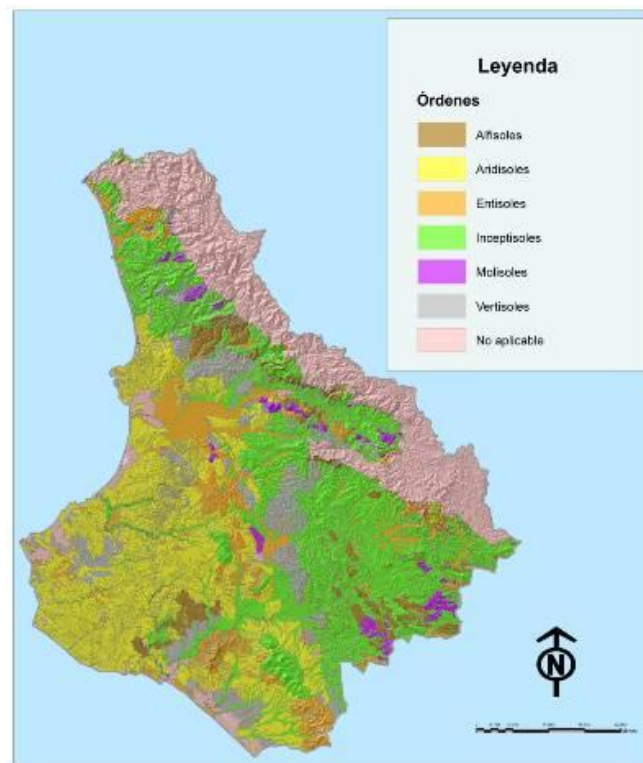 Leyenda
Órdenes
Alfisoles
Aridisoles
Entisoles
Inceptisoles
Molisoles
Vertisoles
No aplicable
N